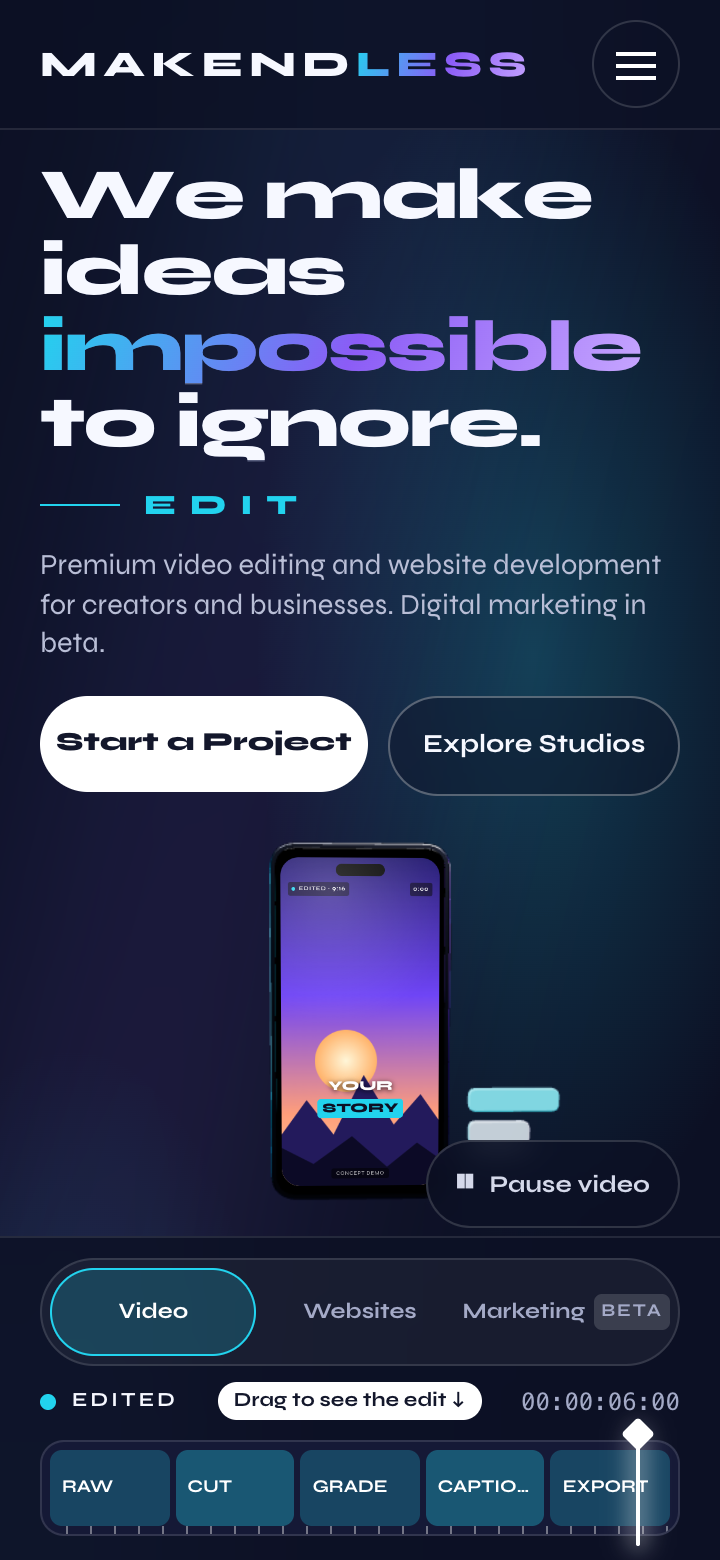 MAKENDLESS
We make
ideas
impossible
to ignore.
EDIT
Premium video editing and website development
for creators and businesses. Digital marketing in
beta.
Start a Project
Explore Studios
EDITED · 9:16
0:00
YOUR
STORY
CONCEPT DEMO
Pause video
Video
Websites
Marketing BETA
EDITED
Drag to see the edit ↓
00:00:06:00
RAW
CUT
GRADE
CAPTIO…
EXPORT